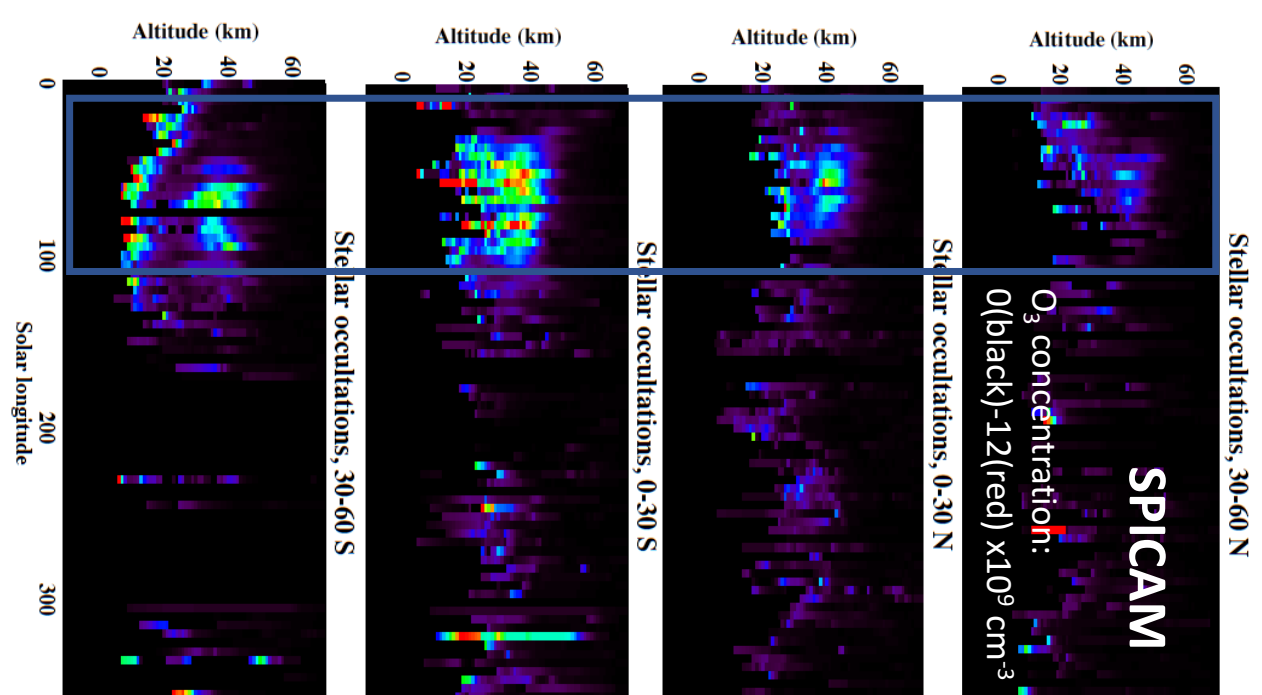 Altitude (km)
0 20 40 60
Stellar occultations, 30-60 N
SPICAM
O₃ concentration:
0(black)-12(red) x10⁹ cm⁻³
Altitude (km)
0 20 40 60
Stellar occultations, 0-30 N
Altitude (km)
0 20 40 60
Stellar occultations, 0-30 S
Altitude (km)
0 20 40 60
Stellar occultations, 30-60 S
0 100 200 300
Solar longitude